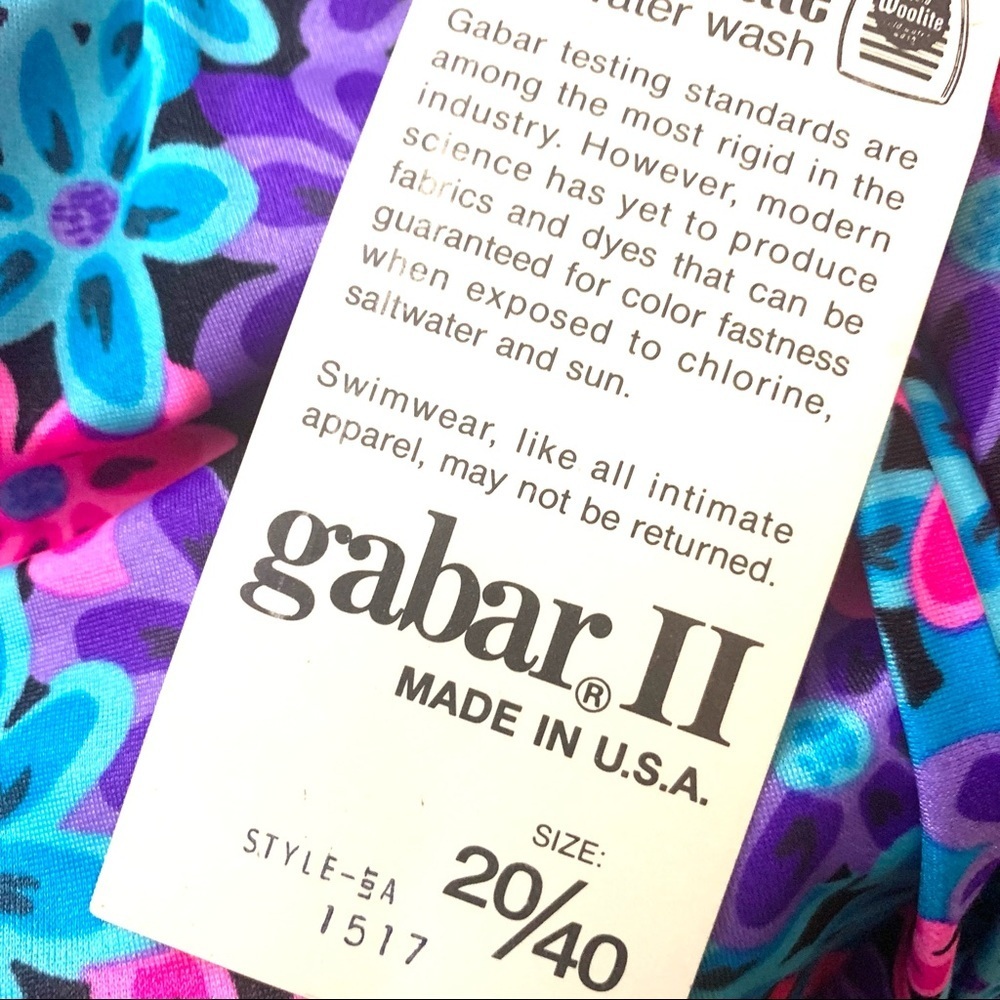 water wash
Woolite
Gabar testing standards are
among the most rigid in the
industry. However, modern
science has yet to produce
fabrics and dyes that can be
guaranteed for color fastness
when exposed to chlorine,
saltwater and sun.
Swimwear, like all intimate
apparel, may not be returned.
gabar® II
MADE IN U.S.A.
SIZE:
20/40
STYLE-
1517